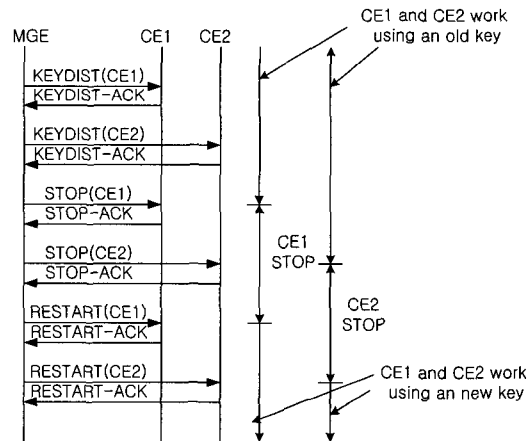 MGE CE1 CE2
CE1 and CE2 work
using an old key
KEYDIST(CE1)
KEYDIST-ACK
KEYDIST(CE2)
KEYDIST-ACK
STOP(CE1)
STOP-ACK
CE1
STOP
STOP(CE2)
STOP-ACK
CE2
STOP
RESTART(CE1)
RESTART-ACK
RESTART(CE2)
RESTART-ACK
CE1 and CE2 work
using an new key